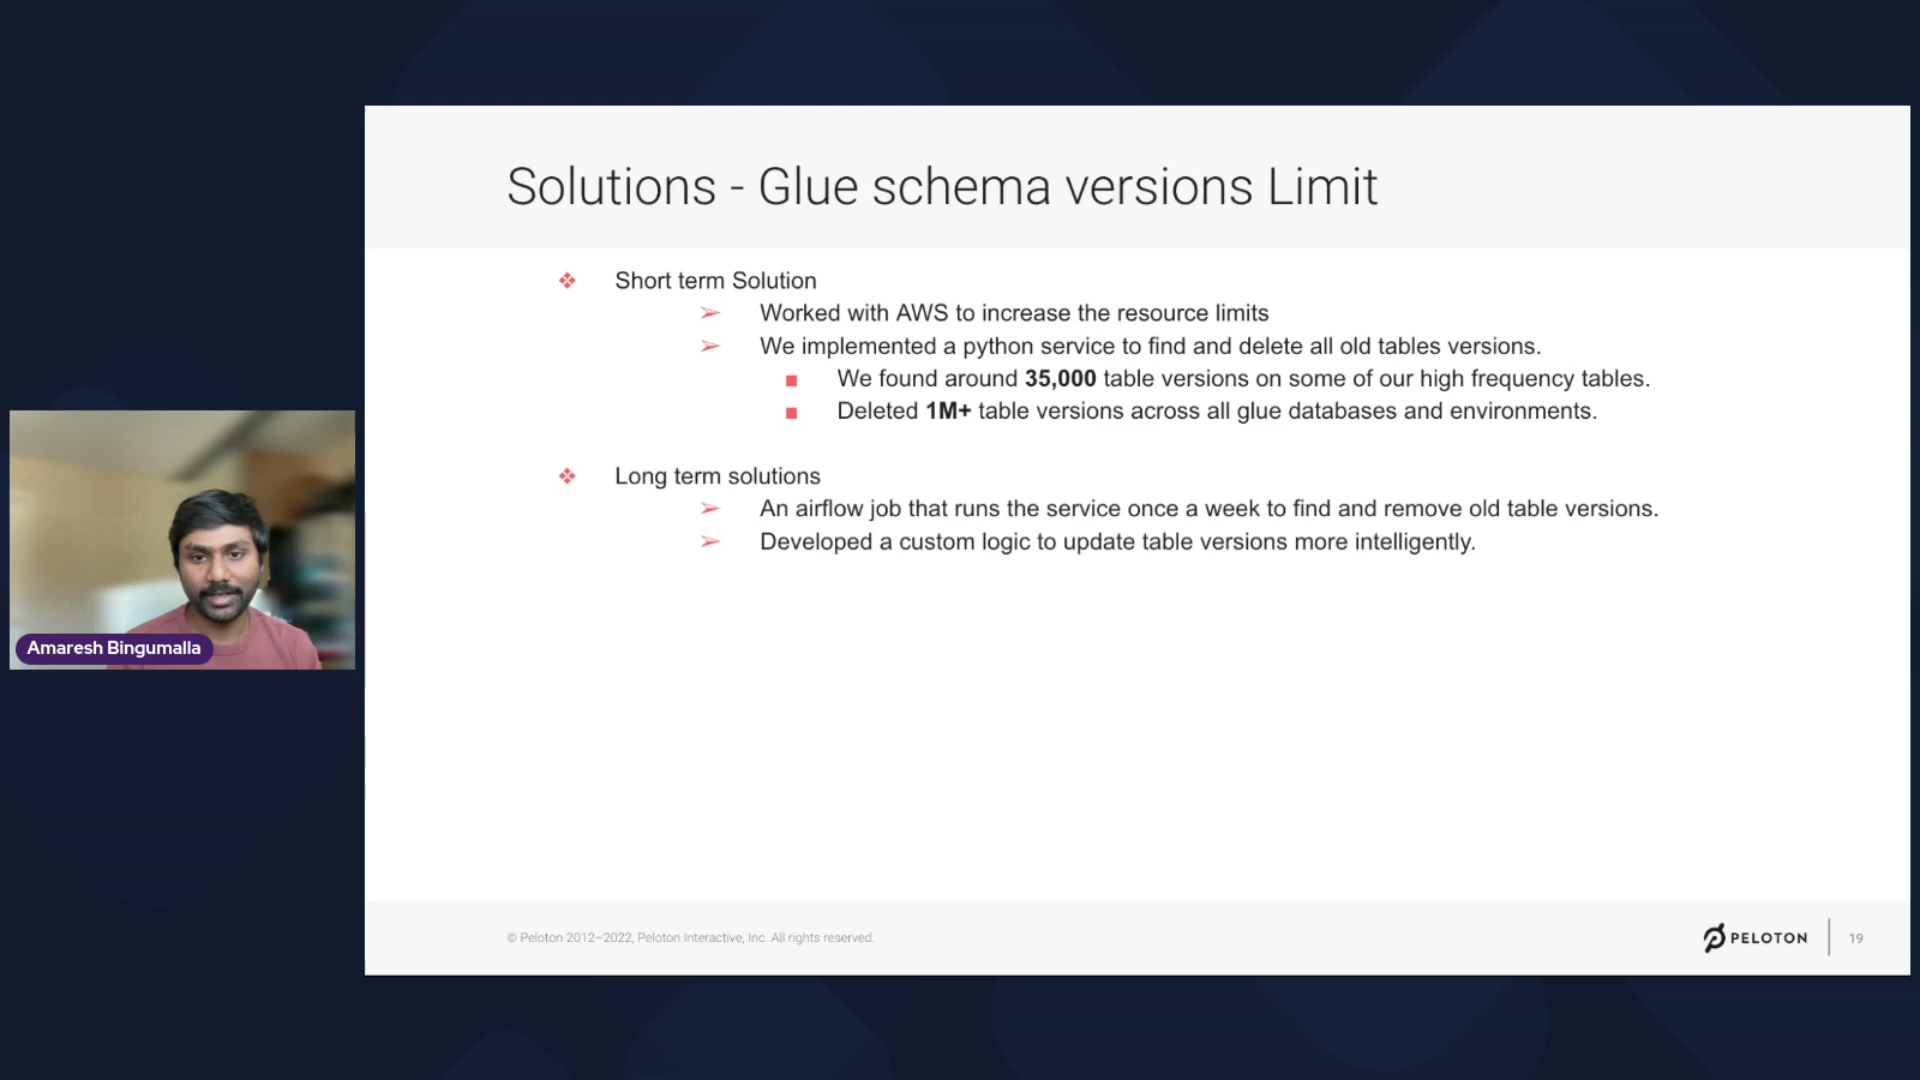 Solutions - Glue schema versions Limit
Short term Solution
Worked with AWS to increase the resource limits
We implemented a python service to find and delete all old tables versions.
We found around 35,000 table versions on some of our high frequency tables.
Deleted 1M+ table versions across all glue databases and environments.
Long term solutions
An airflow job that runs the service once a week to find and remove old table versions.
Developed a custom logic to update table versions more intelligently.
Amaresh Bingumalla
© Peloton 2012–2022, Peloton Interactive, Inc. All rights reserved.
PELOTON
19